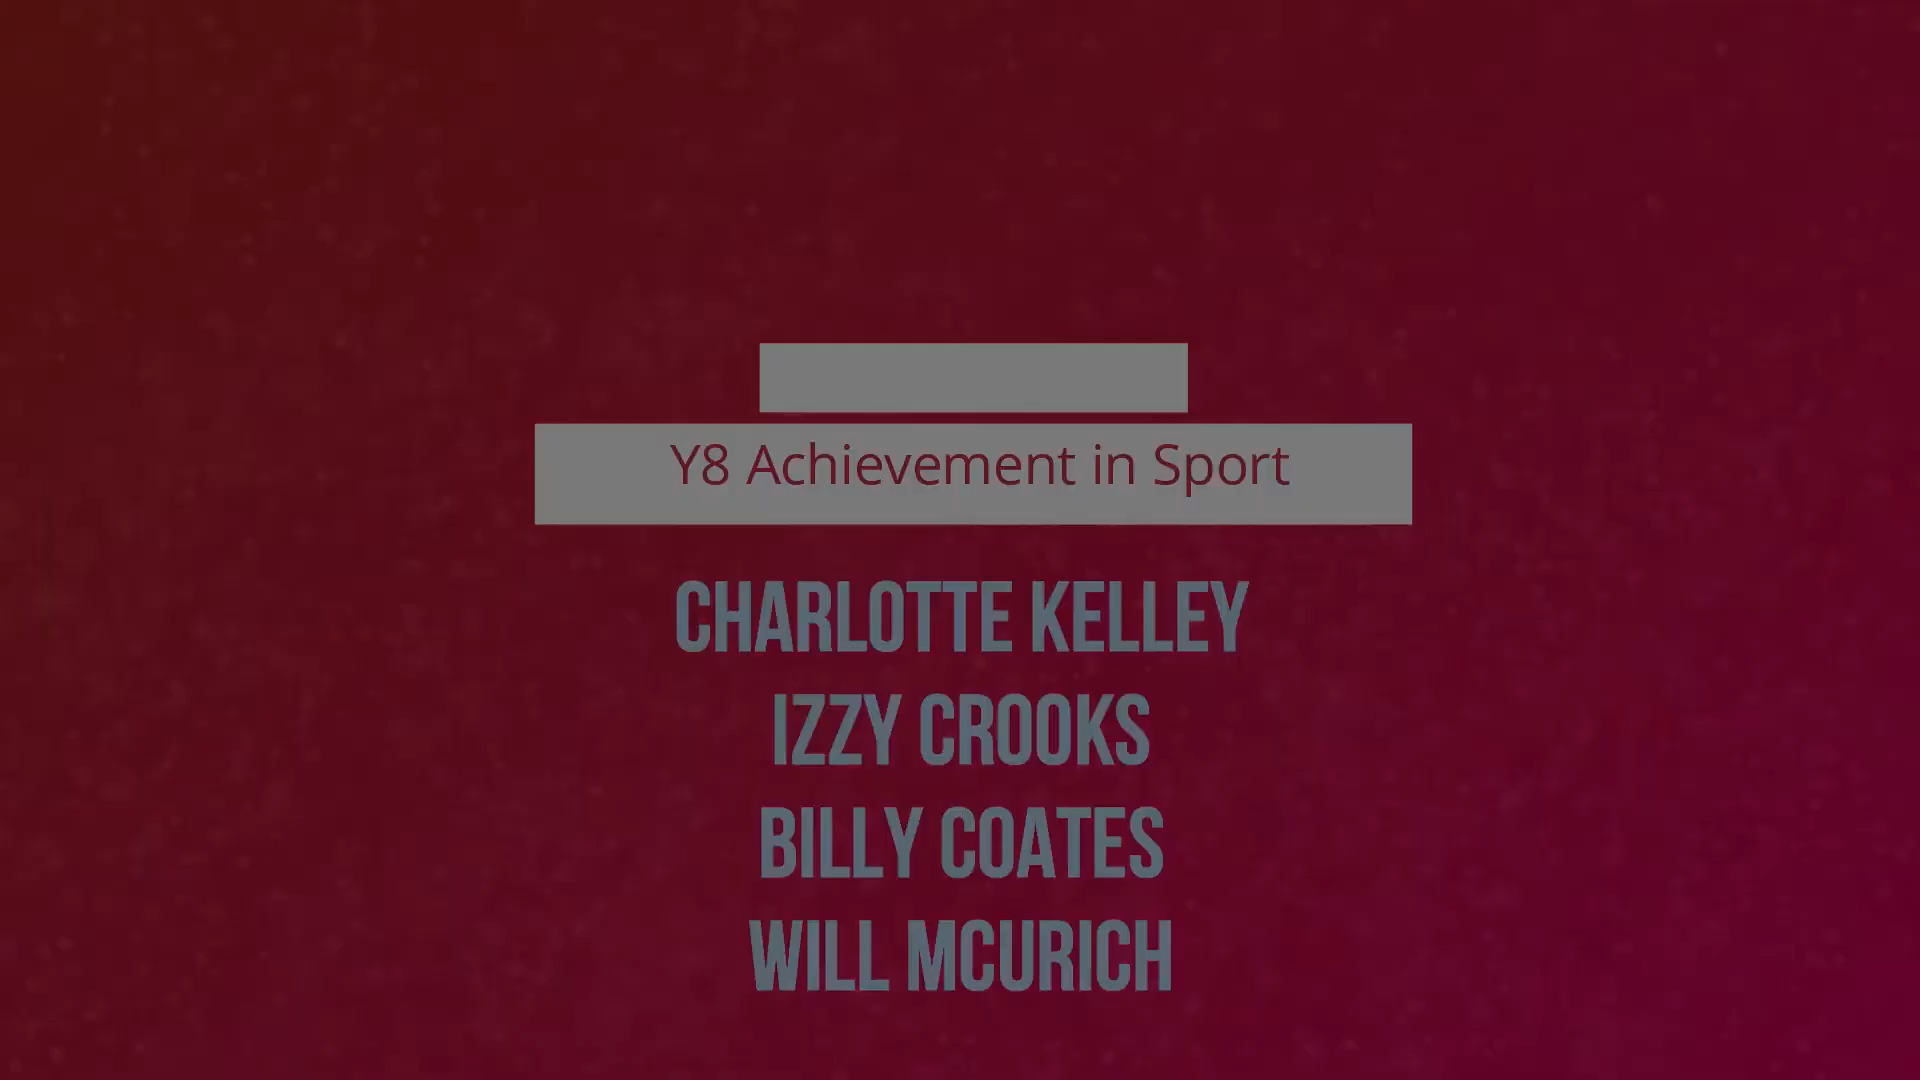 Y8 Achievement in Sport
CHARLOTTE KELLEY
IZZY CROOKS
BILLY COATES
WILL MCURICH